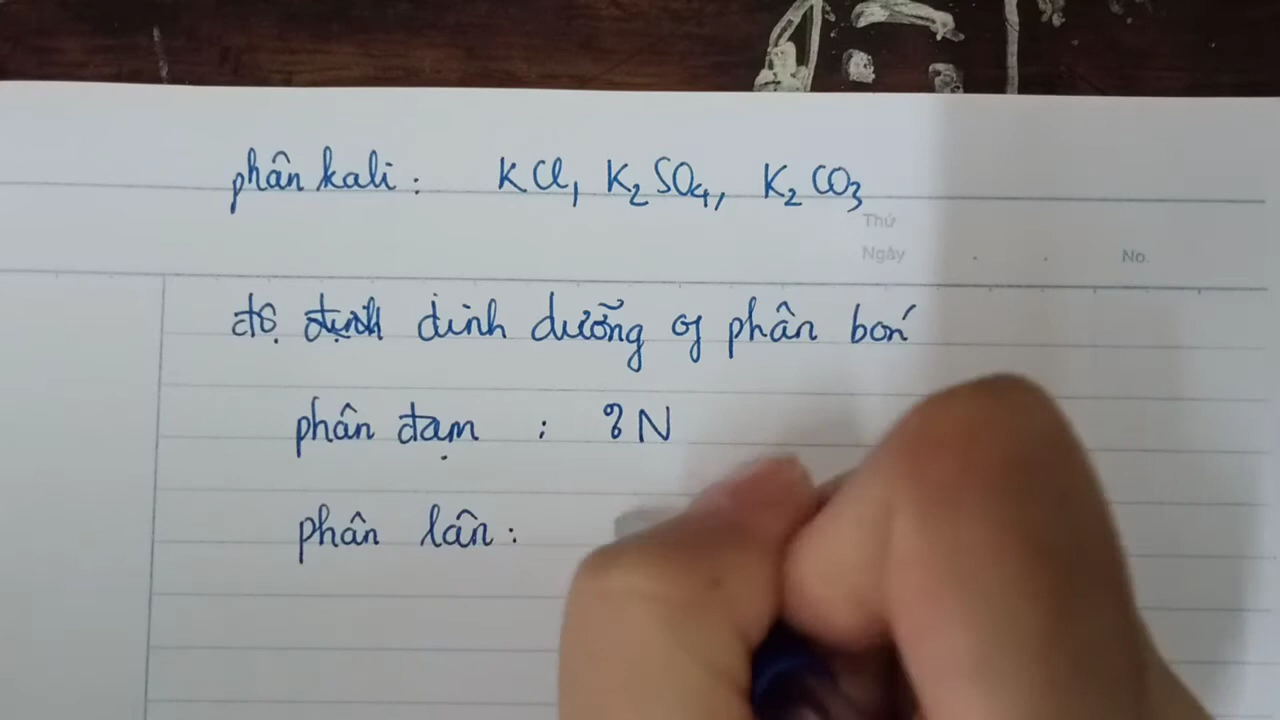 phân kali : KCl, K₂SO₄, K₂CO₃
Thứ
Ngày . . No.
độ dinh dưỡng of phân bón
phân đạm : %N
phân lân :